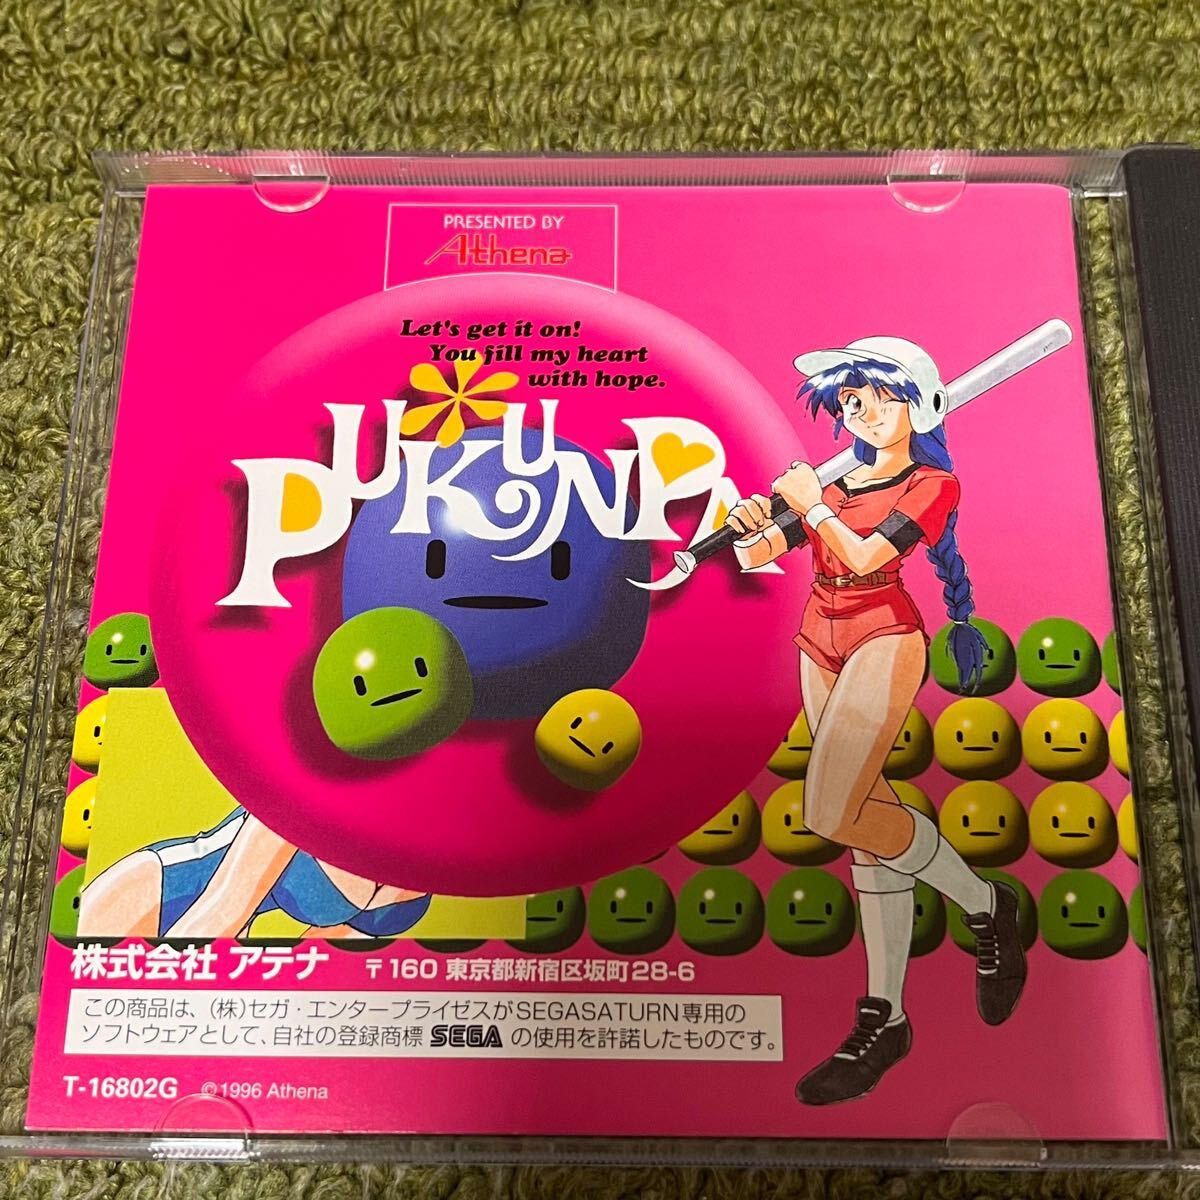 PRESENTED BY
Athena
Let's get it on!
You fill my heart
with hope.
PUKUNPA
株式会社 アテナ 〒160 東京都新宿区坂町28-6
この商品は、(株)セガ・エンタープライゼスがSEGASATURN専用の
ソフトウェアとして、自社の登録商標 SEGA の使用を許諾したものです。
T-16802G ©1996 Athena